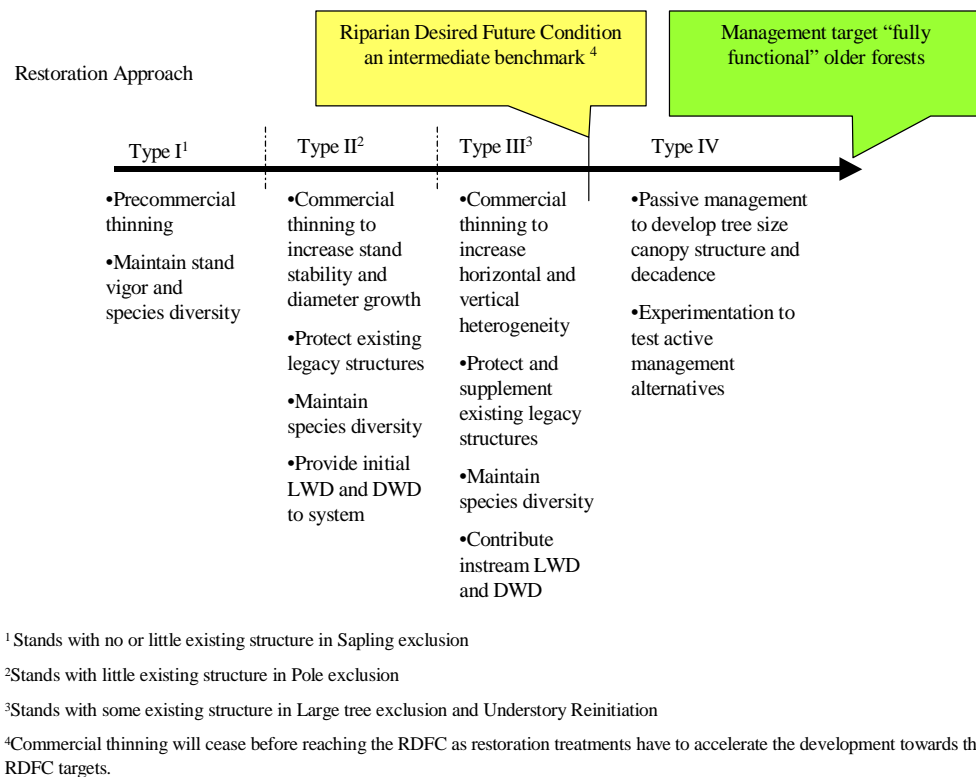 Riparian Desired Future Condition
an intermediate benchmark ⁴
Management target “fully
functional” older forests
Restoration Approach
Type I¹
•Precommercial
thinning
•Maintain stand
vigor and
species diversity
Type II²
•Commercial
thinning to
increase stand
stability and
diameter growth
•Protect existing
legacy structures
•Maintain
species diversity
•Provide initial
LWD and DWD
to system
Type III³
•Commercial
thinning to
increase
horizontal and
vertical
heterogeneity
•Protect and
supplement
existing legacy
structures
•Maintain
species diversity
•Contribute
instream LWD
and DWD
Type IV
•Passive management
to develop tree size
canopy structure and
decadence
•Experimentation to
test active
management
alternatives
¹ Stands with no or little existing structure in Sapling exclusion
²Stands with little existing structure in Pole exclusion
³Stands with some existing structure in Large tree exclusion and Understory Reinitiation
⁴Commercial thinning will cease before reaching the RDFC as restoration treatments have to accelerate the development towards th
RDFC targets.